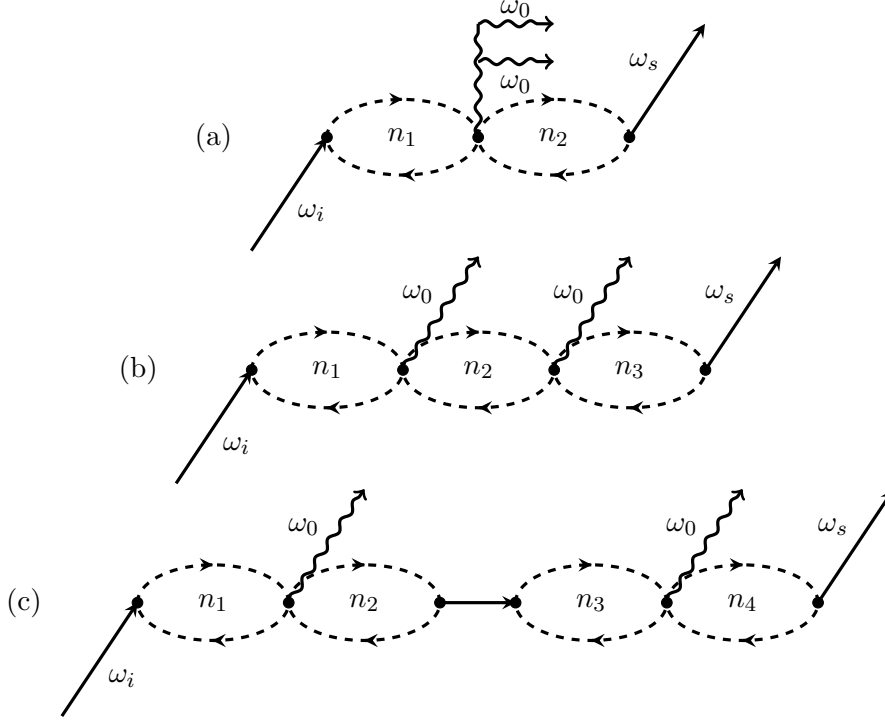 ω₀
ω₀
ωₛ
(a) n₁ n₂
ωᵢ
ω₀ ω₀ ωₛ
(b) n₁ n₂ n₃
ωᵢ
ω₀ ω₀ ωₛ
(c) n₁ n₂ n₃ n₄
ωᵢ